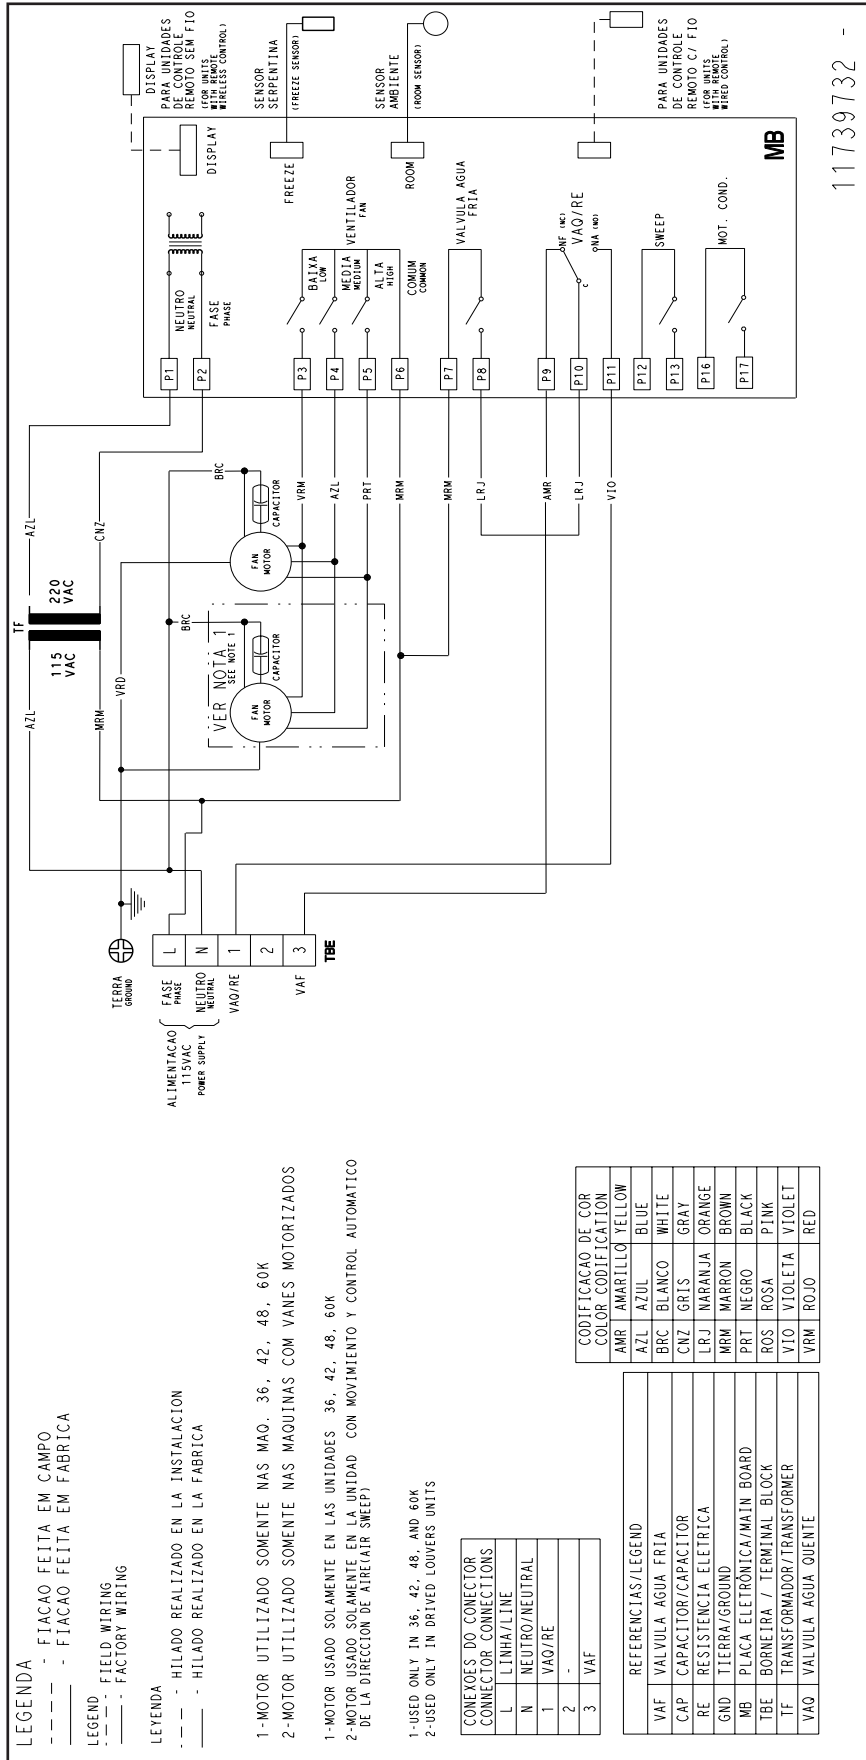 LEGENDA
- FIACAO FEITA EM CAMPO
- FIACAO FEITA EM FABRICA
LEGEND
- FIELD WIRING
- FACTORY WIRING
LEYENDA
- HILADO REALIZADO EN LA INSTALACION
- HILADO REALIZADO EN LA FABRICA
1-MOTOR UTILIZADO SOMENTE NAS MAQ. 36, 42, 48, 60K
2-MOTOR UTILIZADO SOMENTE NAS MAQUINAS COM VANES MOTORIZADOS
1-MOTOR USADO SOLAMENTE EN LAS UNIDADES 36, 42, 48, 60K
2-MOTOR USADO SOLAMENTE EN LA UNIDAD CON MOVIMIENTO Y CONTROL AUTOMATICO
DE LA DIRECCION DE AIRE(AIR SWEEP)
1-USED ONLY IN 36, 42, 48, AND 60K
2-USED ONLY IN DRIVED LOUVERS UNITS
CONEXOES DO CONECTOR
CONNECTOR CONNECTIONS
L LINHA/LINE
N NEUTRO/NEUTRAL
1 VAQ/RE
2 -
3 VAF
REFERENCIAS/LEGEND
VAF VALVULA AGUA FRIA
CAP CAPACITOR/CAPACITOR
RE RESISTENCIA ELETRICA
GND TIERRA/GROUND
MB PLACA ELETRÔNICA/MAIN BOARD
TBE BORNEIRA / TERMINAL BLOCK
TF TRANSFORMADOR/TRANSFORMER
VAQ VALVULA AGUA QUENTE
CODIFICACAO DE COR
COLOR CODIFICATION
AMR AMARILLO YELLOW
AZL AZUL BLUE
BRC BLANCO WHITE
CNZ GRIS GRAY
LRJ NARANJA ORANGE
MRM MARRON BROWN
PRT NEGRO BLACK
ROS ROSA PINK
VIO VIOLETA VIOLET
VRM ROJO RED
TERRA
GROUND
ALIMENTACAO
115VAC
POWER SUPPLY
FASE
PHASE
NEUTRO
NEUTRAL
VAQ/RE
VAF
L
N
1
2
3
TBE
AZL
MRM
VRD
TF
115
VAC
220
VAC
AZL
CNZ
BRC
VER NOTA 1
SEE NOTE 1
FAN
MOTOR
CAPACITOR
BRC
FAN
MOTOR
CAPACITOR
VRM
AZL
PRT
MRM
MRM
LRJ
AMR
LRJ
VIO
P1
P2
P3
P4
P5
P6
P7
P8
P9
P10
P11
P12
P13
P16
P17
NEUTRO
NEUTRAL
FASE
PHASE
BAIXA
LOW
MEDIA
MEDIUM
ALTA
HIGH
COMUM
COMMON
VENTILADOR
FAN
VALVULA AGUA
FRIA
NF (NC)
VAQ/RE
NA (NO)
C
SWEEP
MOT. COND.
DISPLAY
FREEZE
ROOM
MB
DISPLAY
PARA UNIDADES
DE CONTROLE
REMOTO SEM FIO
(FOR UNITS
WITH REMOTE
WIRELESS CONTROL)
SENSOR
SERPENTINA
(FREEZE SENSOR)
SENSOR
AMBIENTE
(ROOM SENSOR)
PARA UNIDADES
DE CONTROLE
REMOTO C/ FIO
(FOR UNITS
WITH REMOTE
WIRED CONTROL)
11739732 -